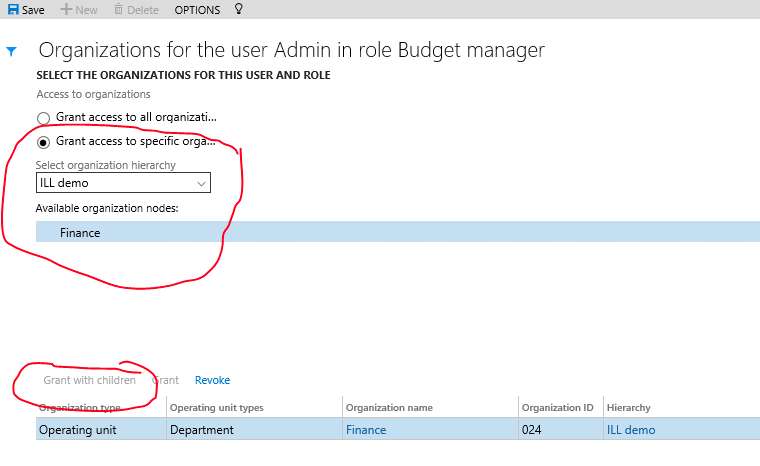 Save New Delete OPTIONS
Organizations for the user Admin in role Budget manager
SELECT THE ORGANIZATIONS FOR THIS USER AND ROLE
Access to organizations
Grant access to all organizati...
Grant access to specific orga...
Select organization hierarchy
ILL demo
Available organization nodes:
Finance
Grant with children Grant Revoke
Organization type Operating unit types Organization name Organization ID Hierarchy
Operating unit Department Finance 024 ILL demo